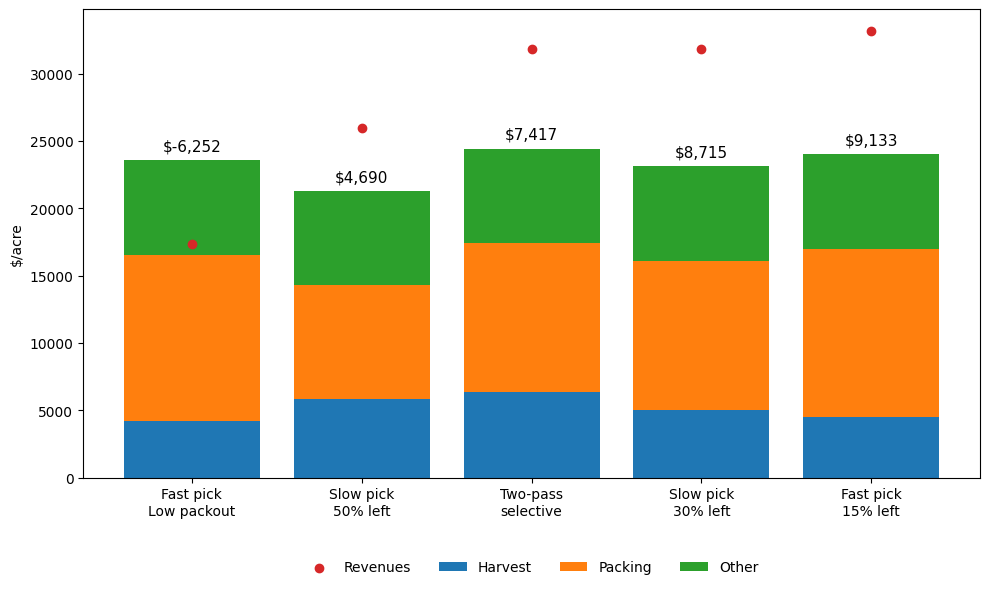 $/acre
30000
25000
20000
15000
10000
5000
0
$-6,252
$4,690
$7,417
$8,715
$9,133
Fast pick
Low packout
Slow pick
50% left
Two-pass
selective
Slow pick
30% left
Fast pick
15% left
Revenues
Harvest
Packing
Other